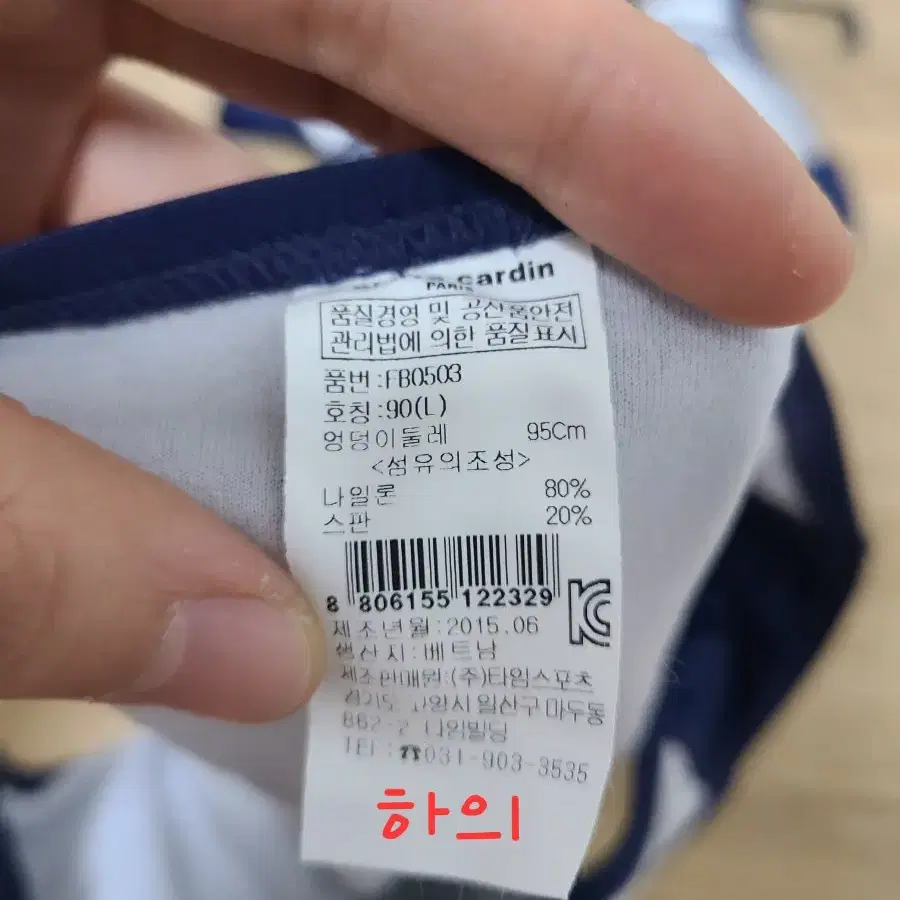 cardin
PARIS
품질경영 및 공산품안전
관리법에 의한 품질표시
품번:FB0503
호칭:90(L)
엉덩이둘레 95Cm
<섬유의조성>
나일론 80%
스판 20%
8 806155 122329
제조년월:2015.06
생산지:베트남
제조판매원:(주)타임스포츠
경기도 고양시 일산구 마두동
862-2 타임빌딩
TEl:☎031-903-3535
하의